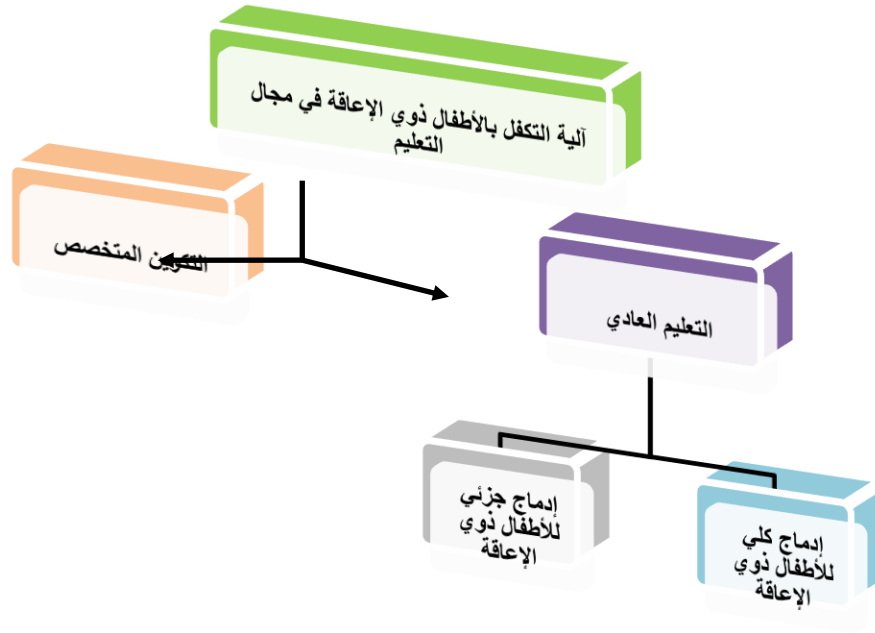 آلية التكفل بالأطفال ذوي الإعاقة في مجال
التعليم
التكوين المتخصص
التعليم العادي
إدماج جزئي
للأطفال ذوي
الإعاقة
إدماج كلي
للأطفال ذوي
الإعاقة